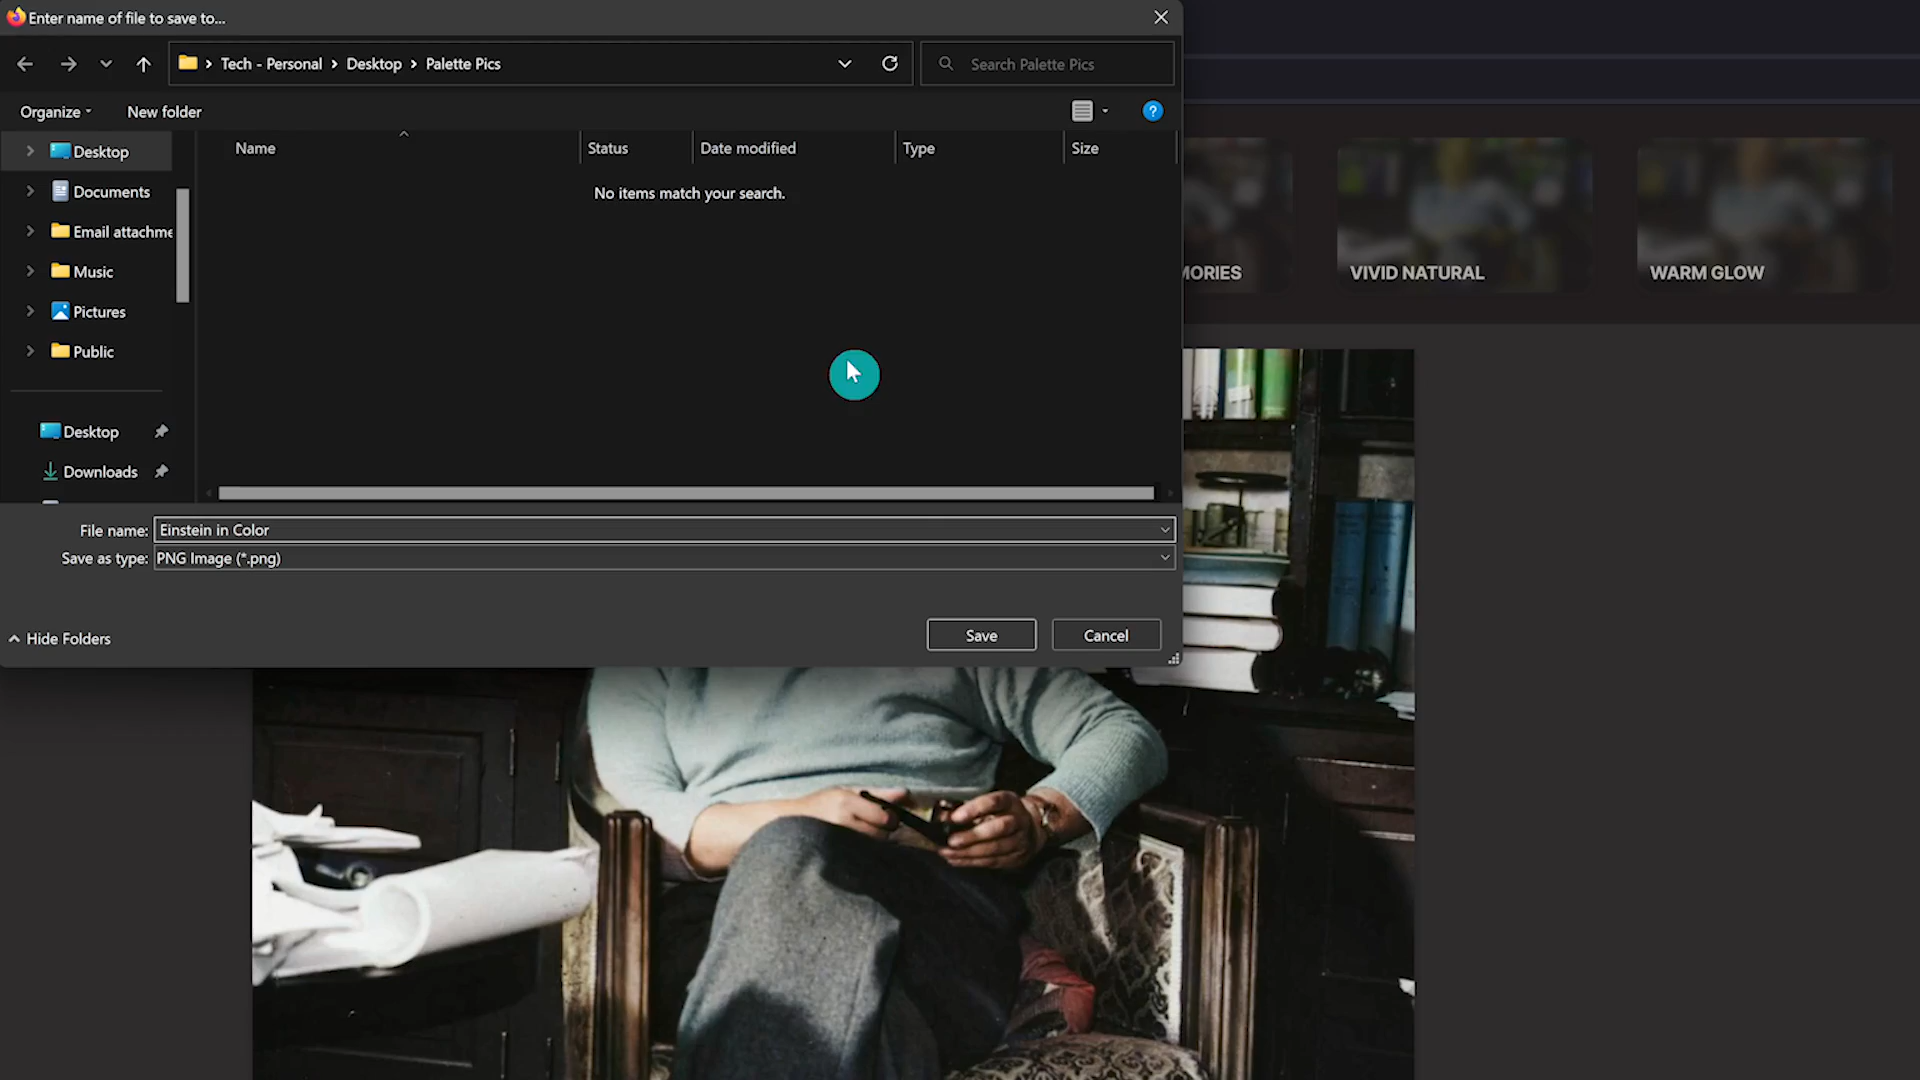 Enter name of file to save to...
Tech - Personal
Desktop
Palette Pics
Search Palette Pics
Organize
New folder
?
Name
Status
Date modified
Type
Size
No items match your search.
Desktop
Documents
Email attachme
Music
Pictures
Public
Desktop
Downloads
File name: Einstein in Color
Save as type: PNG Image (*.png)
Hide Folders
Save
Cancel
MORIES
VIVID NATURAL
WARM GLOW